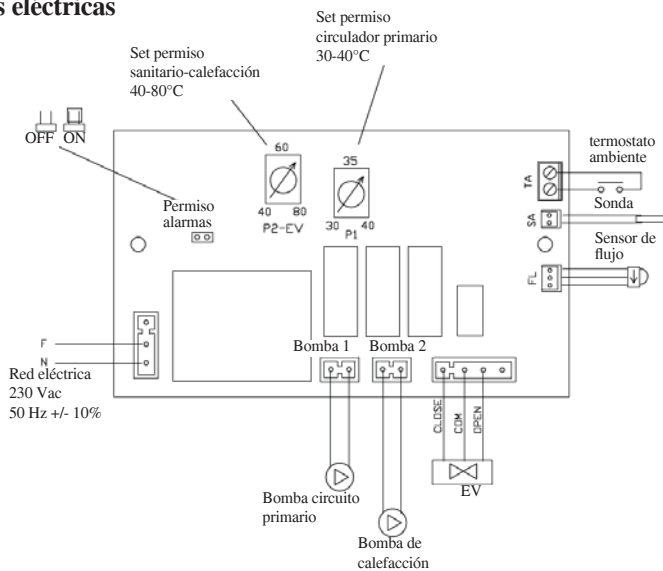 s eléctricas
Set permiso
circulador primario
30-40°C
Set permiso
sanitario-calefacción
40-80°C
OFF ON
60
40 80
P2-EV
35
30 40
P1
Permiso
alarmas
termostato
ambiente
TA
Sonda
SA
Sensor de
flujo
FL
F
N
Red eléctrica
230 Vac
50 Hz +/- 10%
Bomba 1 Bomba 2
CLOSE
COM
OPEN
EV
Bomba circuito
primario
Bomba de
calefacción